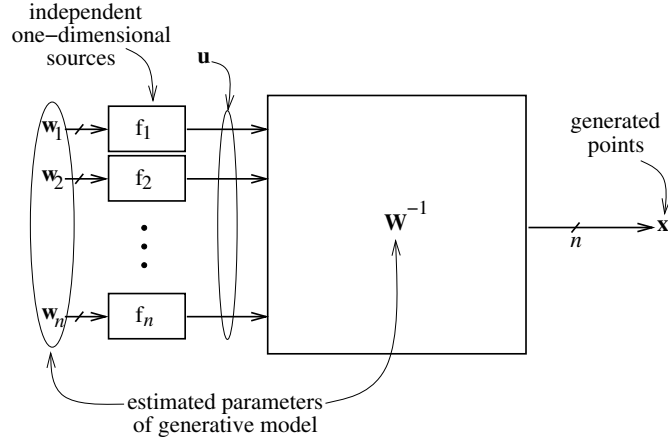 independent
one−dimensional
sources
u
w1
f1
generated
points
w2
f2
W−1
x
n
wn
fn
estimated parameters
of generative model